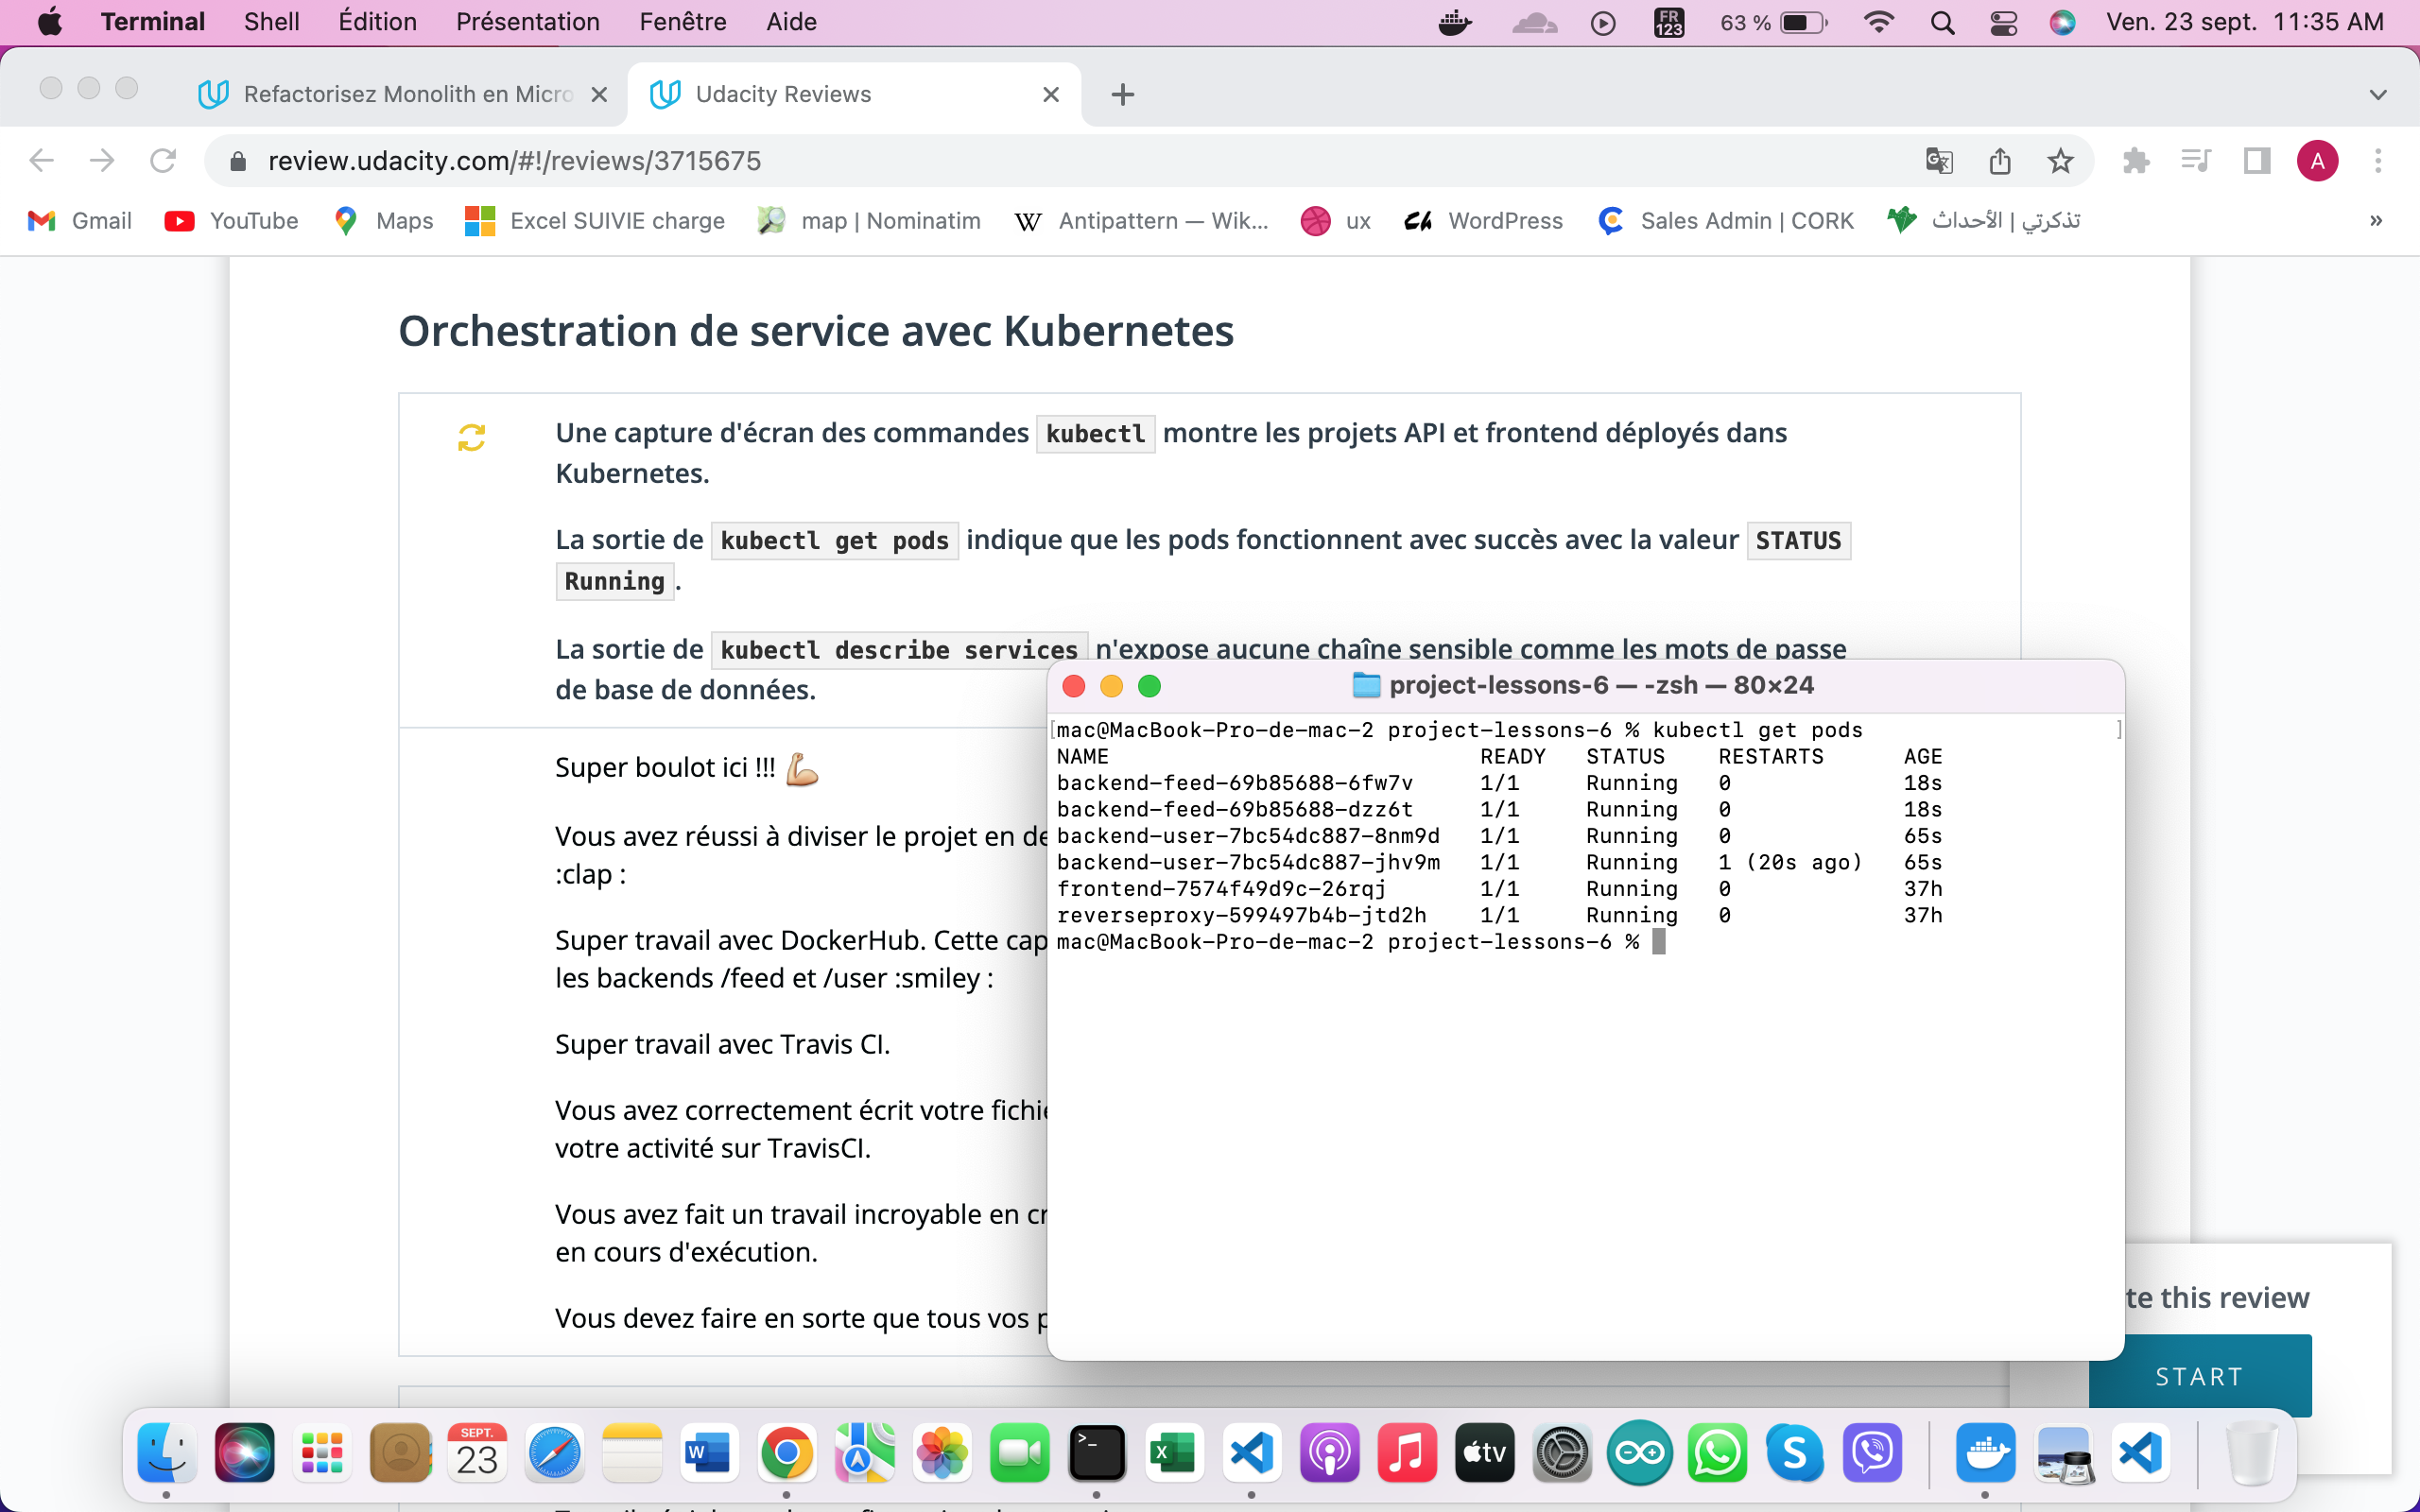 Terminal Shell Édition Présentation Fenêtre Aide FR 123 63 % Ven. 23 sept. 11:35 AM
Refactorisez Monolith en Micro Udacity Reviews
review.udacity.com/#!/reviews/3715675 A
Gmail YouTube Maps Excel SUIVIE charge map | Nominatim W Antipattern — Wik... ux WordPress Sales Admin | CORK تذكرتي | الأحداث »
Orchestration de service avec Kubernetes
Une capture d'écran des commandes kubectl montre les projets API et frontend déployés dans
Kubernetes.
La sortie de kubectl get pods indique que les pods fonctionnent avec succès avec la valeur STATUS
Running .
La sortie de kubectl describe services n'expose aucune chaîne sensible comme les mots de passe
de base de données.
Super boulot ici !!!
Vous avez réussi à diviser le projet en de
:clap :
Super travail avec DockerHub. Cette cap
les backends /feed et /user :smiley :
Super travail avec Travis CI.
Vous avez correctement écrit votre fichie
votre activité sur TravisCI.
Vous avez fait un travail incroyable en cr
en cours d'exécution.
Vous devez faire en sorte que tous vos p
project-lessons-6 — -zsh — 80×24
[mac@MacBook-Pro-de-mac-2 project-lessons-6 % kubectl get pods ]
NAME READY STATUS RESTARTS AGE
backend-feed-69b85688-6fw7v 1/1 Running 0 18s
backend-feed-69b85688-dzz6t 1/1 Running 0 18s
backend-user-7bc54dc887-8nm9d 1/1 Running 0 65s
backend-user-7bc54dc887-jhv9m 1/1 Running 1 (20s ago) 65s
frontend-7574f49d9c-26rqj 1/1 Running 0 37h
reverseproxy-599497b4b-jtd2h 1/1 Running 0 37h
mac@MacBook-Pro-de-mac-2 project-lessons-6 %
te this review
START
SEPT.
23 W >_ X tv S